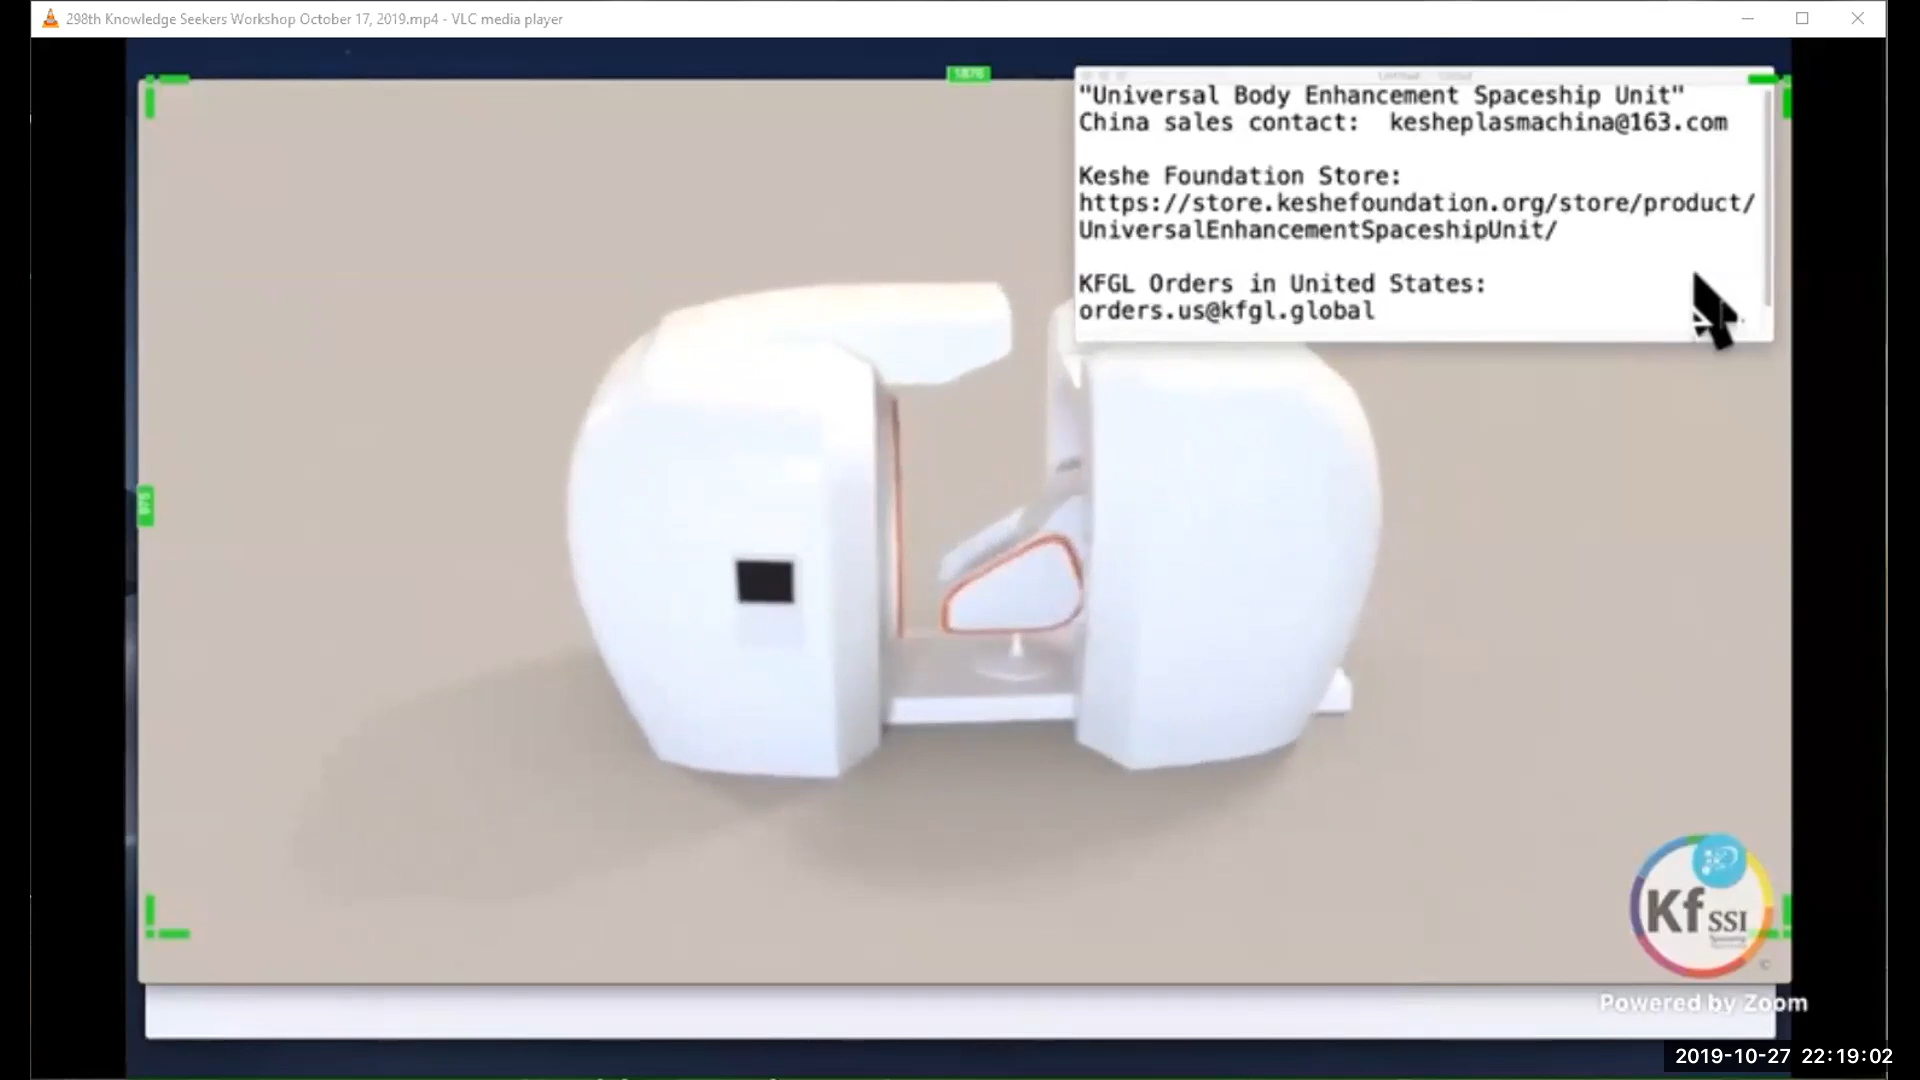 298th Knowledge Seekers Workshop October 17, 2019.mp4 - VLC media player
1870
"Universal Body Enhancement Spaceship Unit"
China sales contact:  kesheplasmachina@163.com
Keshe Foundation Store:
https://store.keshefoundation.org/store/product/
UniversalEnhancementSpaceshipUnit/
KFGL Orders in United States:
orders.us@kfgl.global
975
Kf SSI
Powered by Zoom
2019-10-27 22:19:02